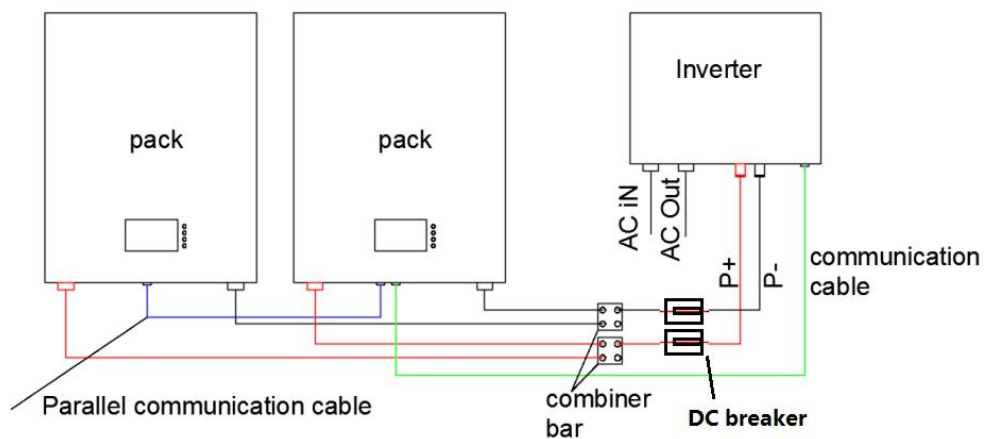 pack
pack
Inverter
AC iN
AC Out
P+
P-
communication
cable
Parallel communication cable
combiner
bar
DC breaker